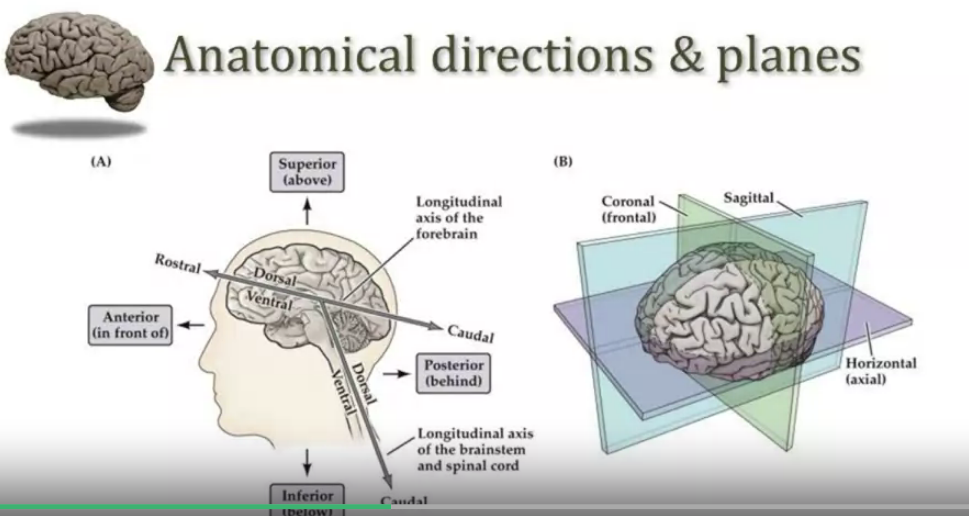 Anatomical directions & planes
(A)
Superior
(above)
Longitudinal
axis of the
forebrain
Rostral
Dorsal
Ventral
Anterior
(in front of)
Caudal
Posterior
(behind)
Dorsal
Ventral
Longitudinal axis
of the brainstem
and spinal cord
Inferior
(below)
Caudal
(B)
Coronal
(frontal)
Sagittal
Horizontal
(axial)